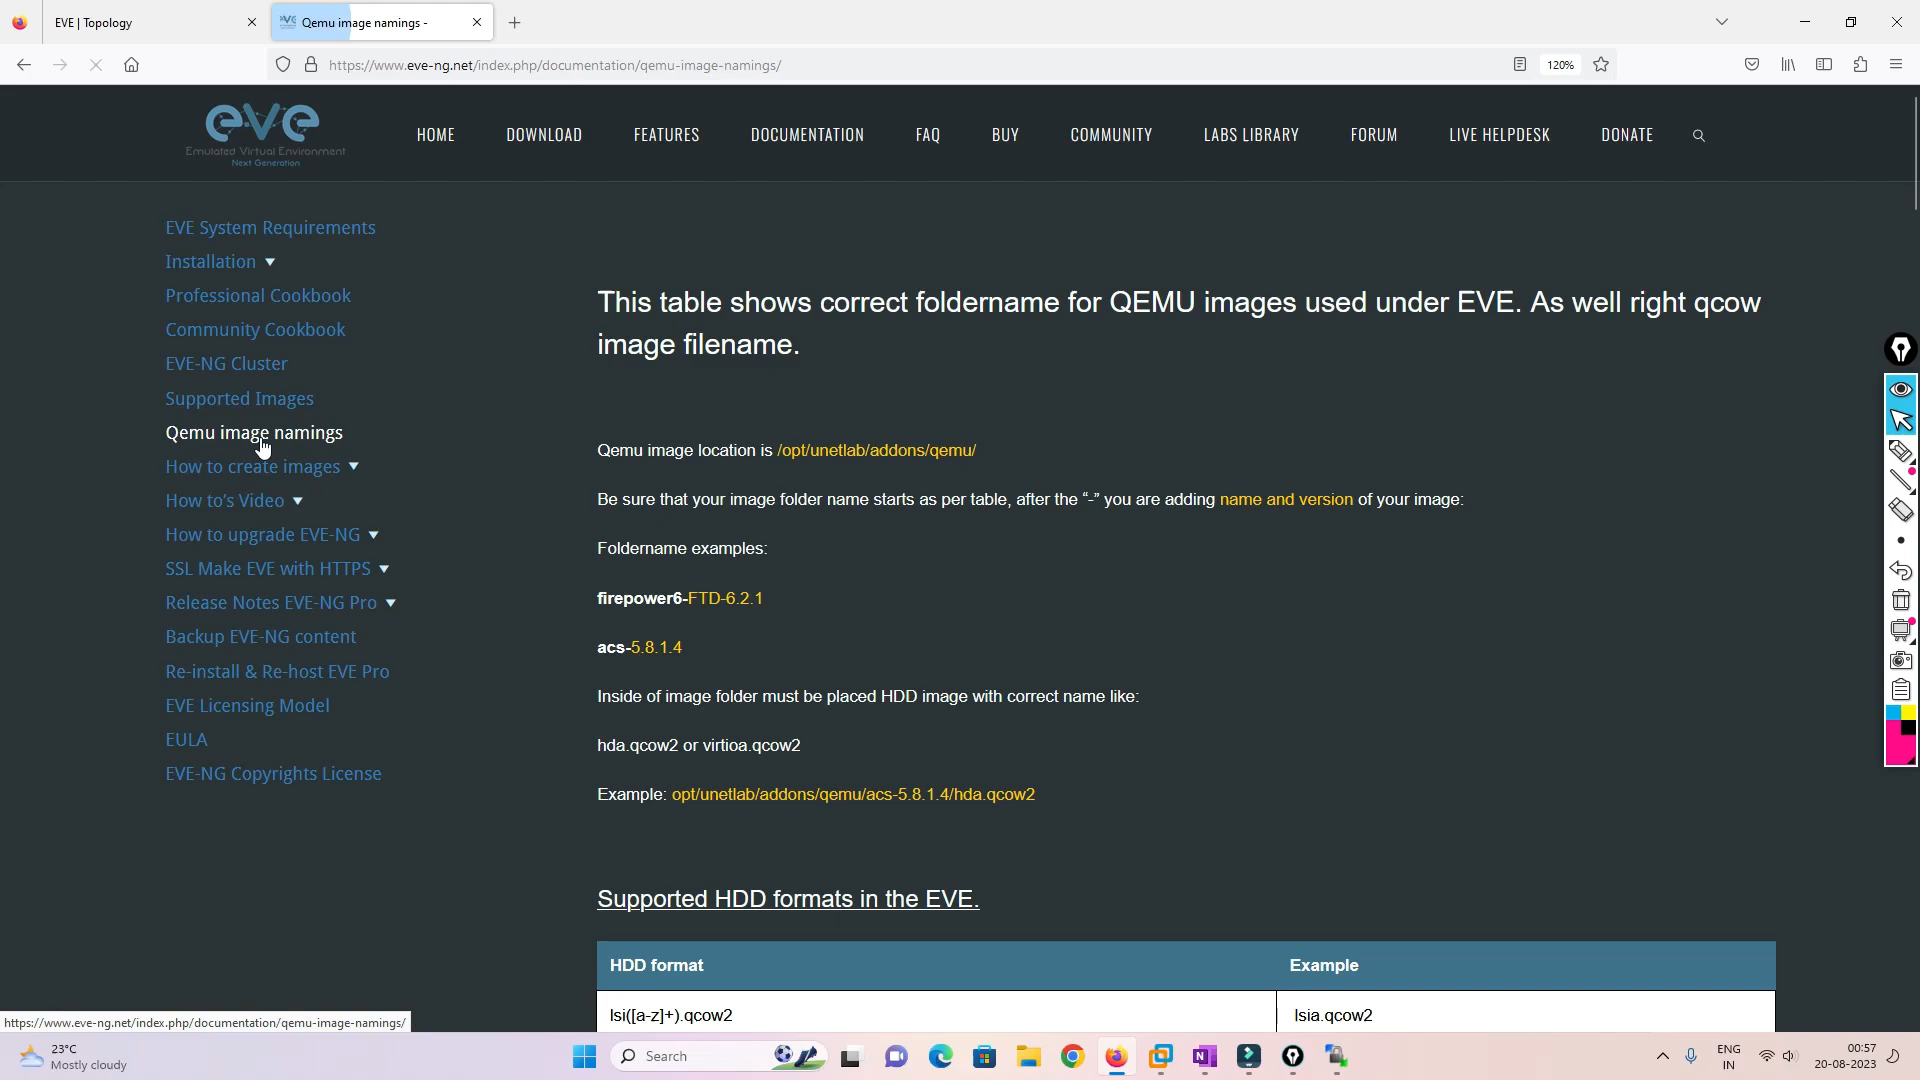 EVE | Topology
Qemu image namings -
https://www.eve-ng.net/index.php/documentation/qemu-image-namings/
120%
eve
Emulated Virtual Environment
Next Generation
HOME
DOWNLOAD
FEATURES
DOCUMENTATION
FAQ
BUY
COMMUNITY
LABS LIBRARY
FORUM
LIVE HELPDESK
DONATE
EVE System Requirements
Installation
Professional Cookbook
Community Cookbook
EVE-NG Cluster
Supported Images
Qemu image namings
How to create images
How to's Video
How to upgrade EVE-NG
SSL Make EVE with HTTPS
Release Notes EVE-NG Pro
Backup EVE-NG content
Re-install & Re-host EVE Pro
EVE Licensing Model
EULA
EVE-NG Copyrights License
This table shows correct foldername for QEMU images used under EVE. As well right qcow
image filename.
Qemu image location is /opt/unetlab/addons/qemu/
Be sure that your image folder name starts as per table, after the “-” you are adding name and version of your image:
Foldername examples:
firepower6-FTD-6.2.1
acs-5.8.1.4
Inside of image folder must be placed HDD image with correct name like:
hda.qcow2 or virtioa.qcow2
Example: opt/unetlab/addons/qemu/acs-5.8.1.4/hda.qcow2
Supported HDD formats in the EVE.
HDD format
Example
lsi([a-z]+).qcow2
lsia.qcow2
https://www.eve-ng.net/index.php/documentation/qemu-image-namings/
23°C
Mostly cloudy
Search
ENG
IN
00:57
20-08-2023